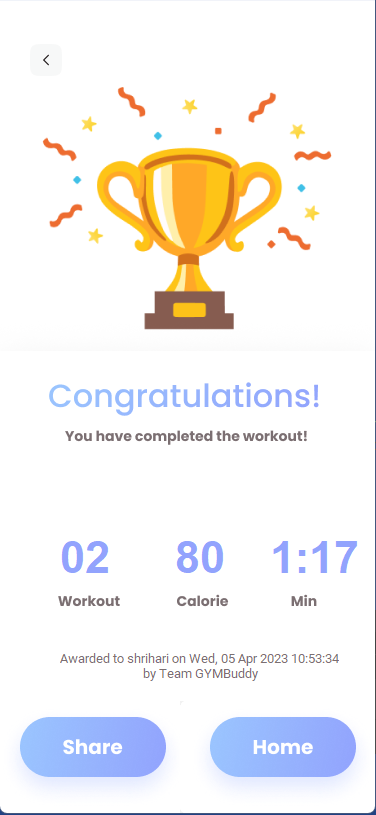 Congratulations!
You have completed the workout!
02 80 1:17
Workout Calorie Min
Awarded to shrihari on Wed, 05 Apr 2023 10:53:34
by Team GYMBuddy
Share Home